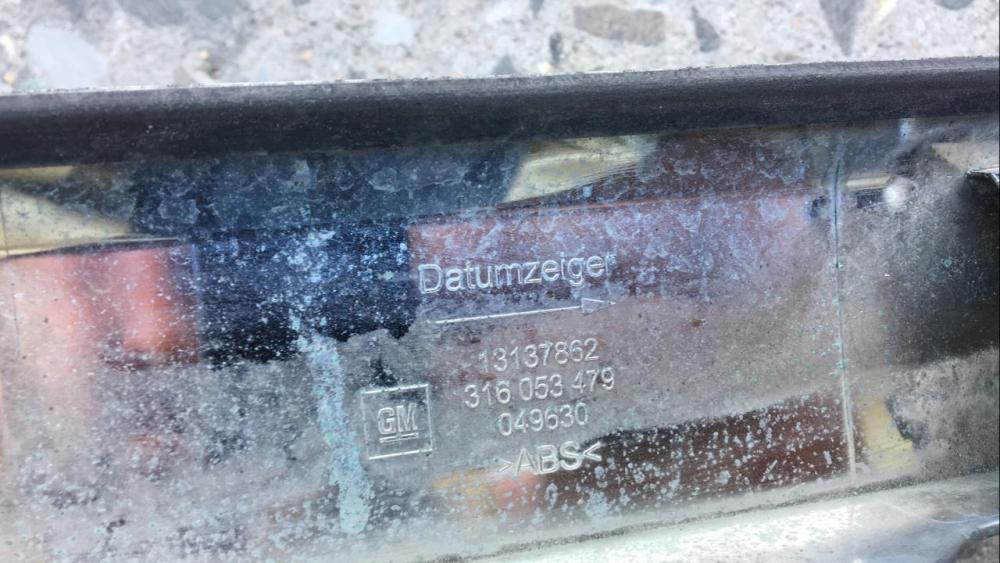 Datumzeiger
13137862
316 053 479
GM
049630
>ABS<